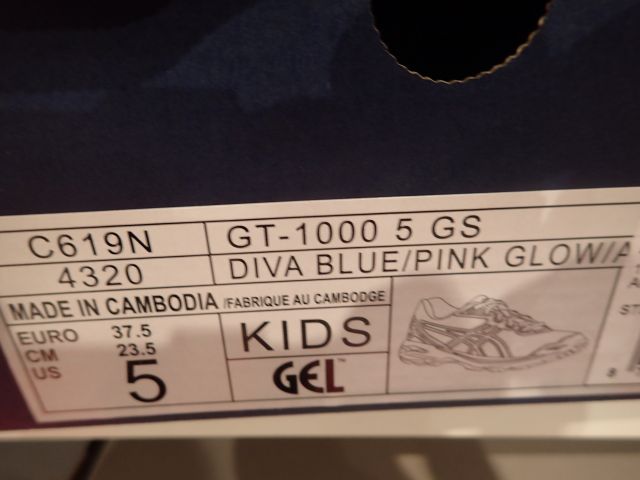 C619N GT-1000 5 GS
4320 DIVA BLUE/PINK GLOW/A
MADE IN CAMBODIA /FABRIQUE AU CAMBODGE
EURO 37.5
CM 23.5
US 5
KIDS
GEL™